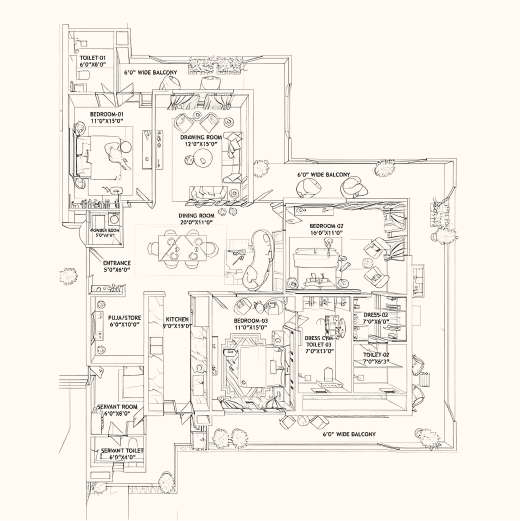 TOILET-01
6'0"X6'0"
6'0" WIDE BALCONY
BEDROOM-01
11'0"X15'0"
DRAWING ROOM
12'0"X15'0"
6'0" WIDE BALCONY
DINING ROOM
20'0"X11'0"
POWDER ROOM
BEDROOM 02
16'0"X11'0"
ENTRANCE
5'0"X6'0"
PUJA/STORE
6'0"X10'0"
KITCHEN
9'0"X19'0"
BEDROOM-03
11'0"X15'0"
DRESS CUM
TOILET-03
7'0"X13'0"
DRESS-02
7'0"X6'0"
TOILET-02
7'0"X6'3"
SERVANT ROOM
6'0"X8'0"
SERVANT TOILET
6'0"X4'0"
6'0" WIDE BALCONY